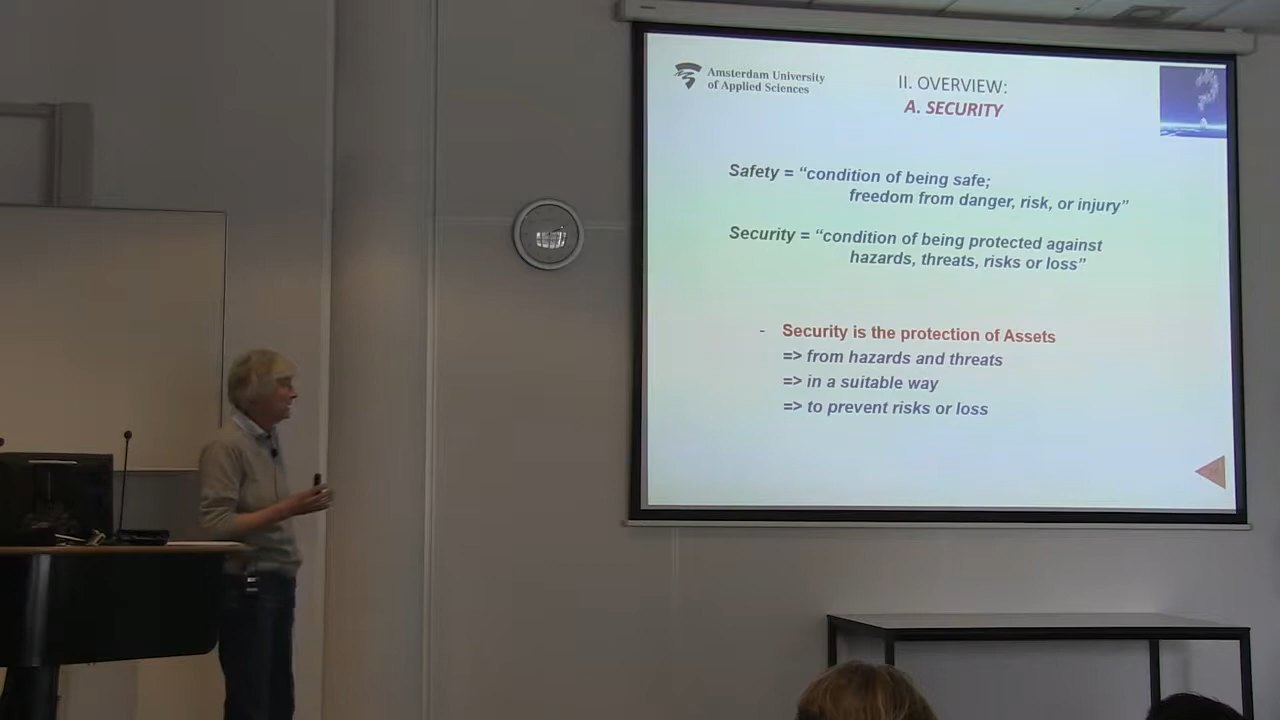 Amsterdam University
of Applied Sciences
II. OVERVIEW:
A. SECURITY
Safety = “condition of being safe;
freedom from danger, risk, or injury”
Security = “condition of being protected against
hazards, threats, risks or loss”
- Security is the protection of Assets
=> from hazards and threats
=> in a suitable way
=> to prevent risks or loss